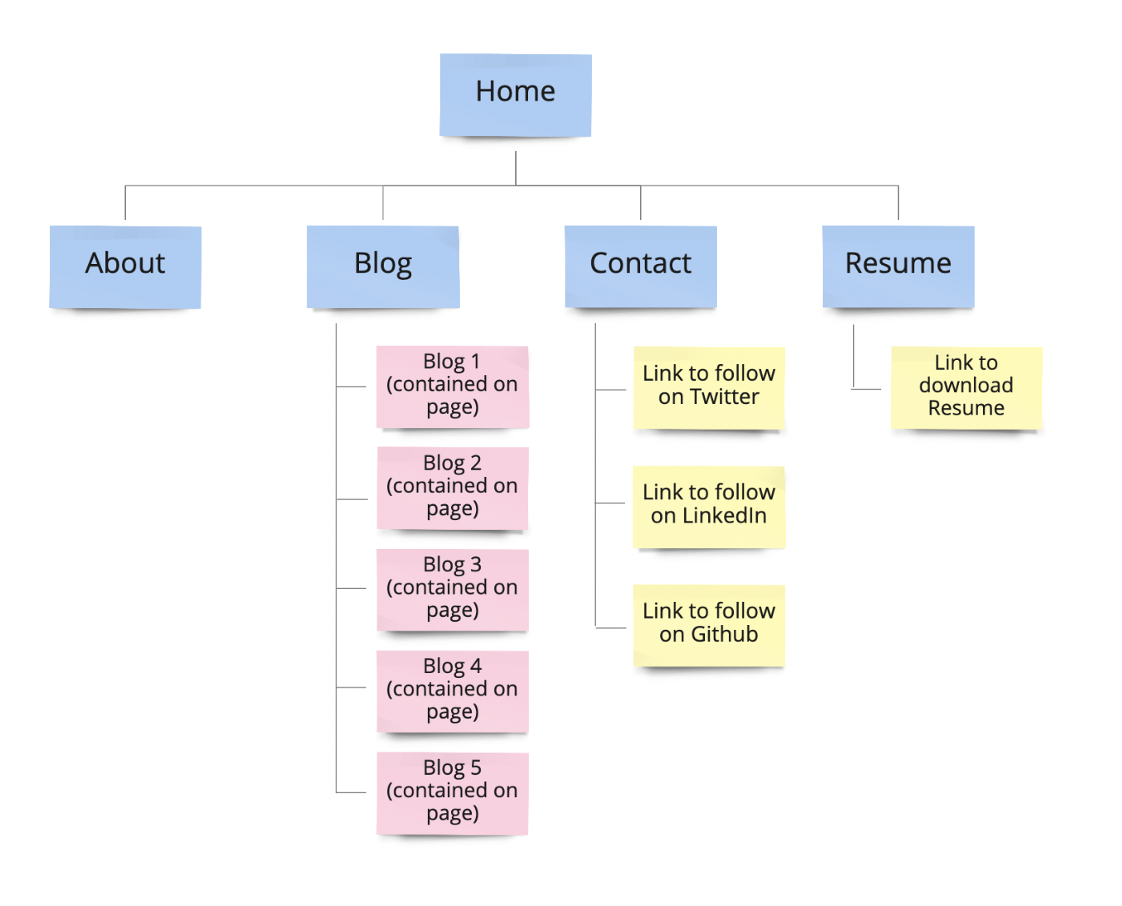 Home
About
Blog
Contact
Resume
Blog 1
(contained on
page)
Blog 2
(contained on
page)
Blog 3
(contained on
page)
Blog 4
(contained on
page)
Blog 5
(contained on
page)
Link to follow
on Twitter
Link to follow
on LinkedIn
Link to follow
on Github
Link to
download
Resume